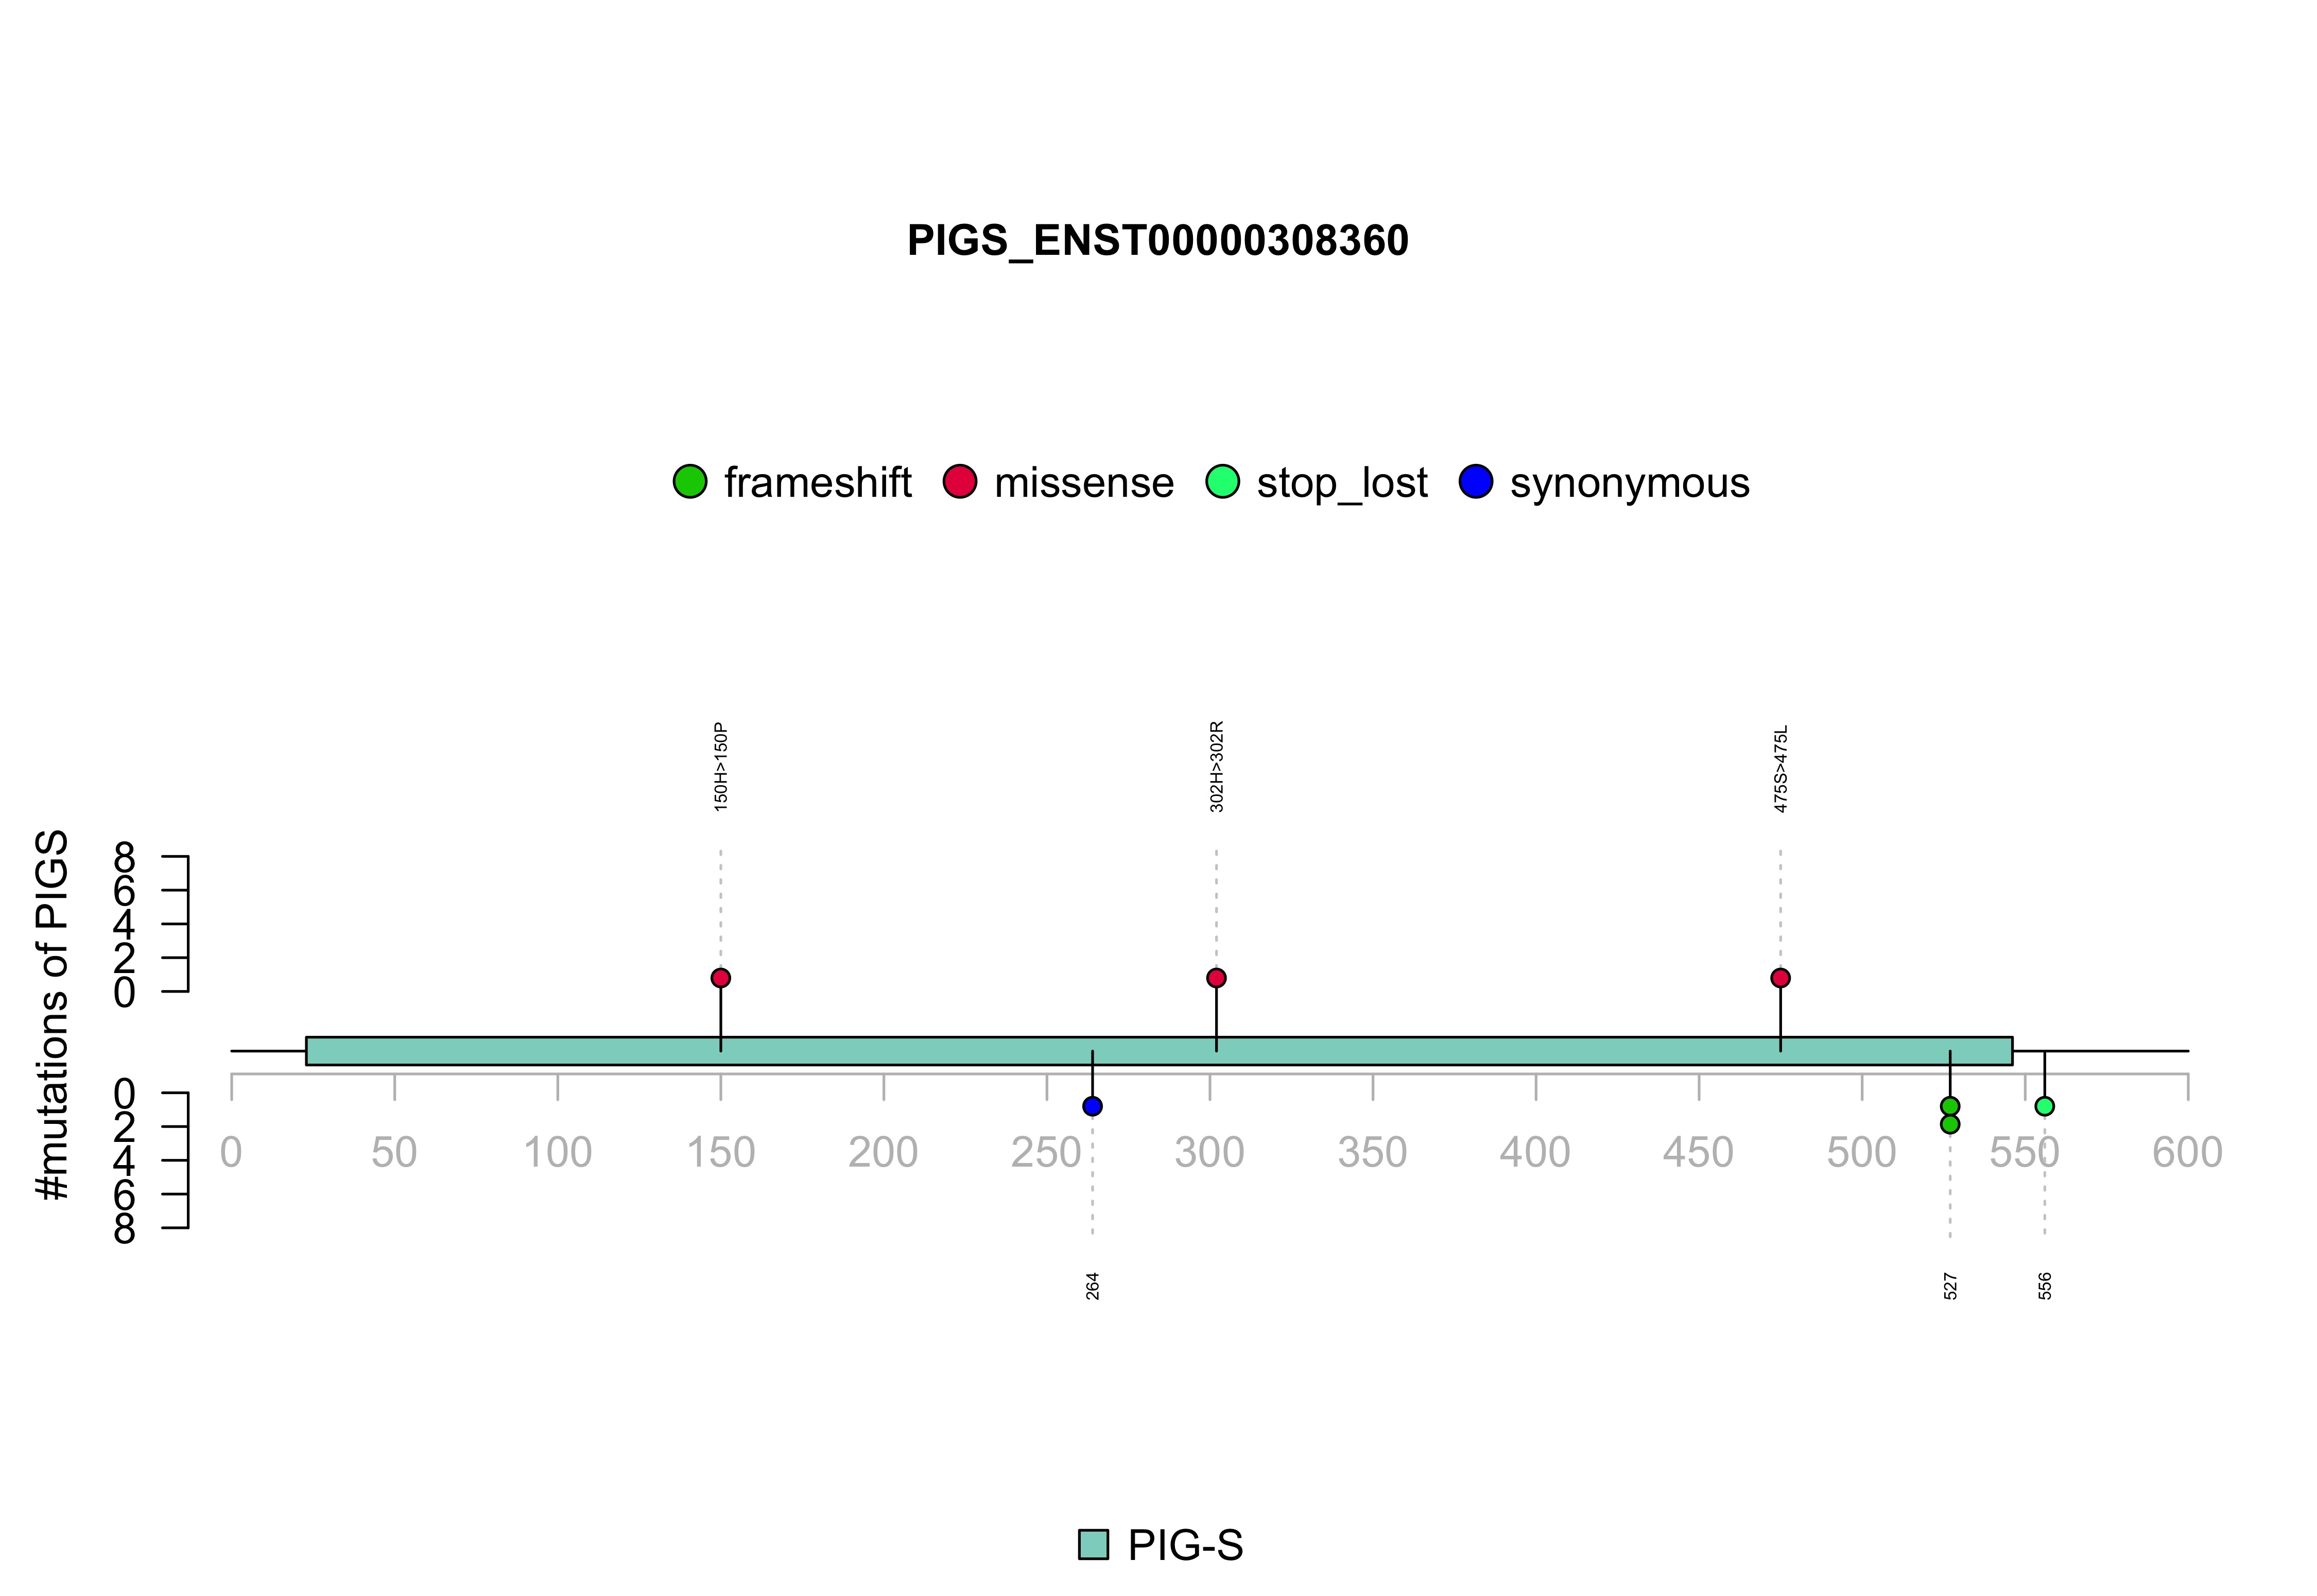 PIGS_ENST00000308360
frameshift missense stop_lost synonymous
150H>150P 302H>302R 475S>475L
#mutations of PIGS
8
6
4
2
0
0
2
4
6
8
0 50 100 150 200 250 300 350 400 450 500 550 600
264 527 556
PIG-S